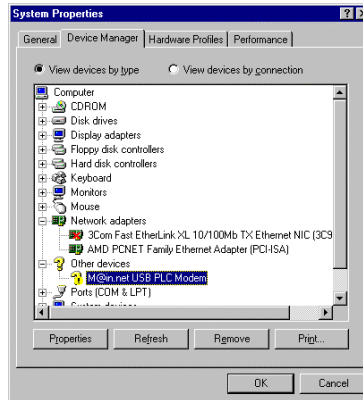 System Properties
General Device Manager Hardware Profiles Performance
View devices by type View devices by connection
Computer
CDROM
Disk drives
Display adapters
Floppy disk controllers
Hard disk controllers
Keyboard
Monitors
Mouse
Network adapters
3Com Fast EtherLink XL 10/100Mb TX Ethernet NIC (3C9
AMD PCNET Family Ethernet Adapter (PCI-ISA)
Other devices
M@in.net USB PLC Modem
Ports (COM & LPT)
System devices
Properties Refresh Remove Print...
OK Cancel